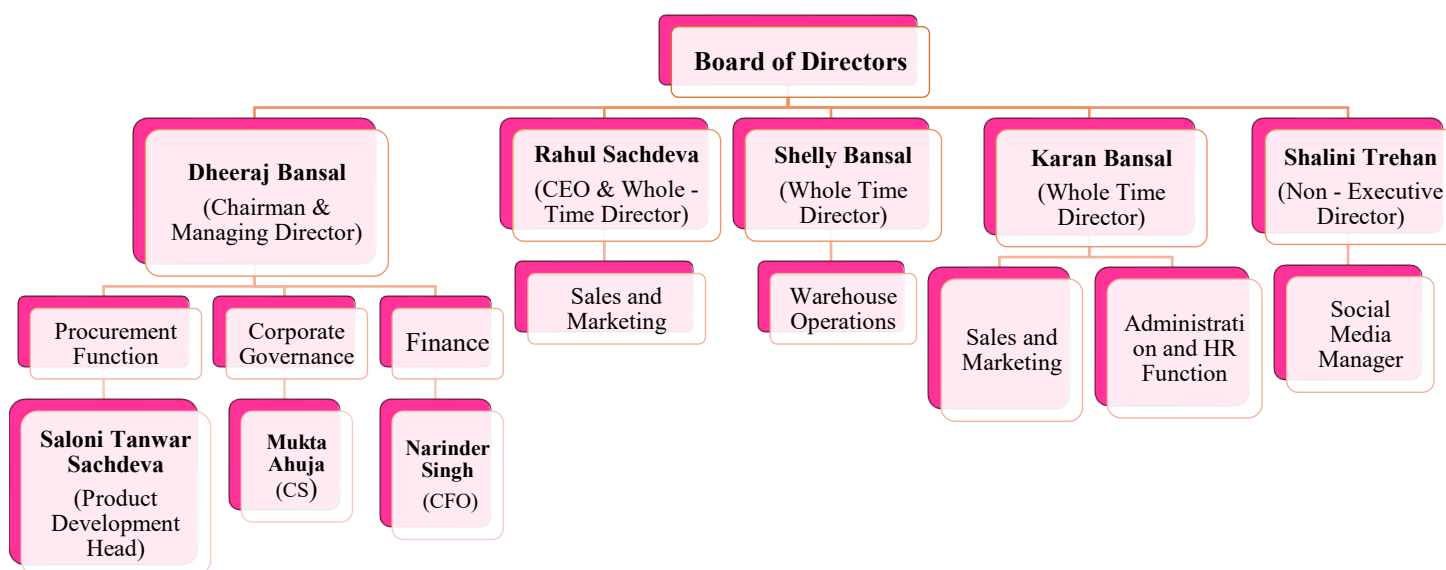 Board of Directors
Dheeraj Bansal
(Chairman &
Managing Director)
Rahul Sachdeva
(CEO & Whole -
Time Director)
Shelly Bansal
(Whole Time
Director)
Karan Bansal
(Whole Time
Director)
Shalini Trehan
(Non - Executive
Director)
Procurement
Function
Corporate
Governance
Finance
Sales and
Marketing
Warehouse
Operations
Sales and
Marketing
Administrati
on and HR
Function
Social
Media
Manager
Saloni Tanwar
Sachdeva
(Product
Development
Head)
Mukta
Ahuja
(CS)
Narinder
Singh
(CFO)